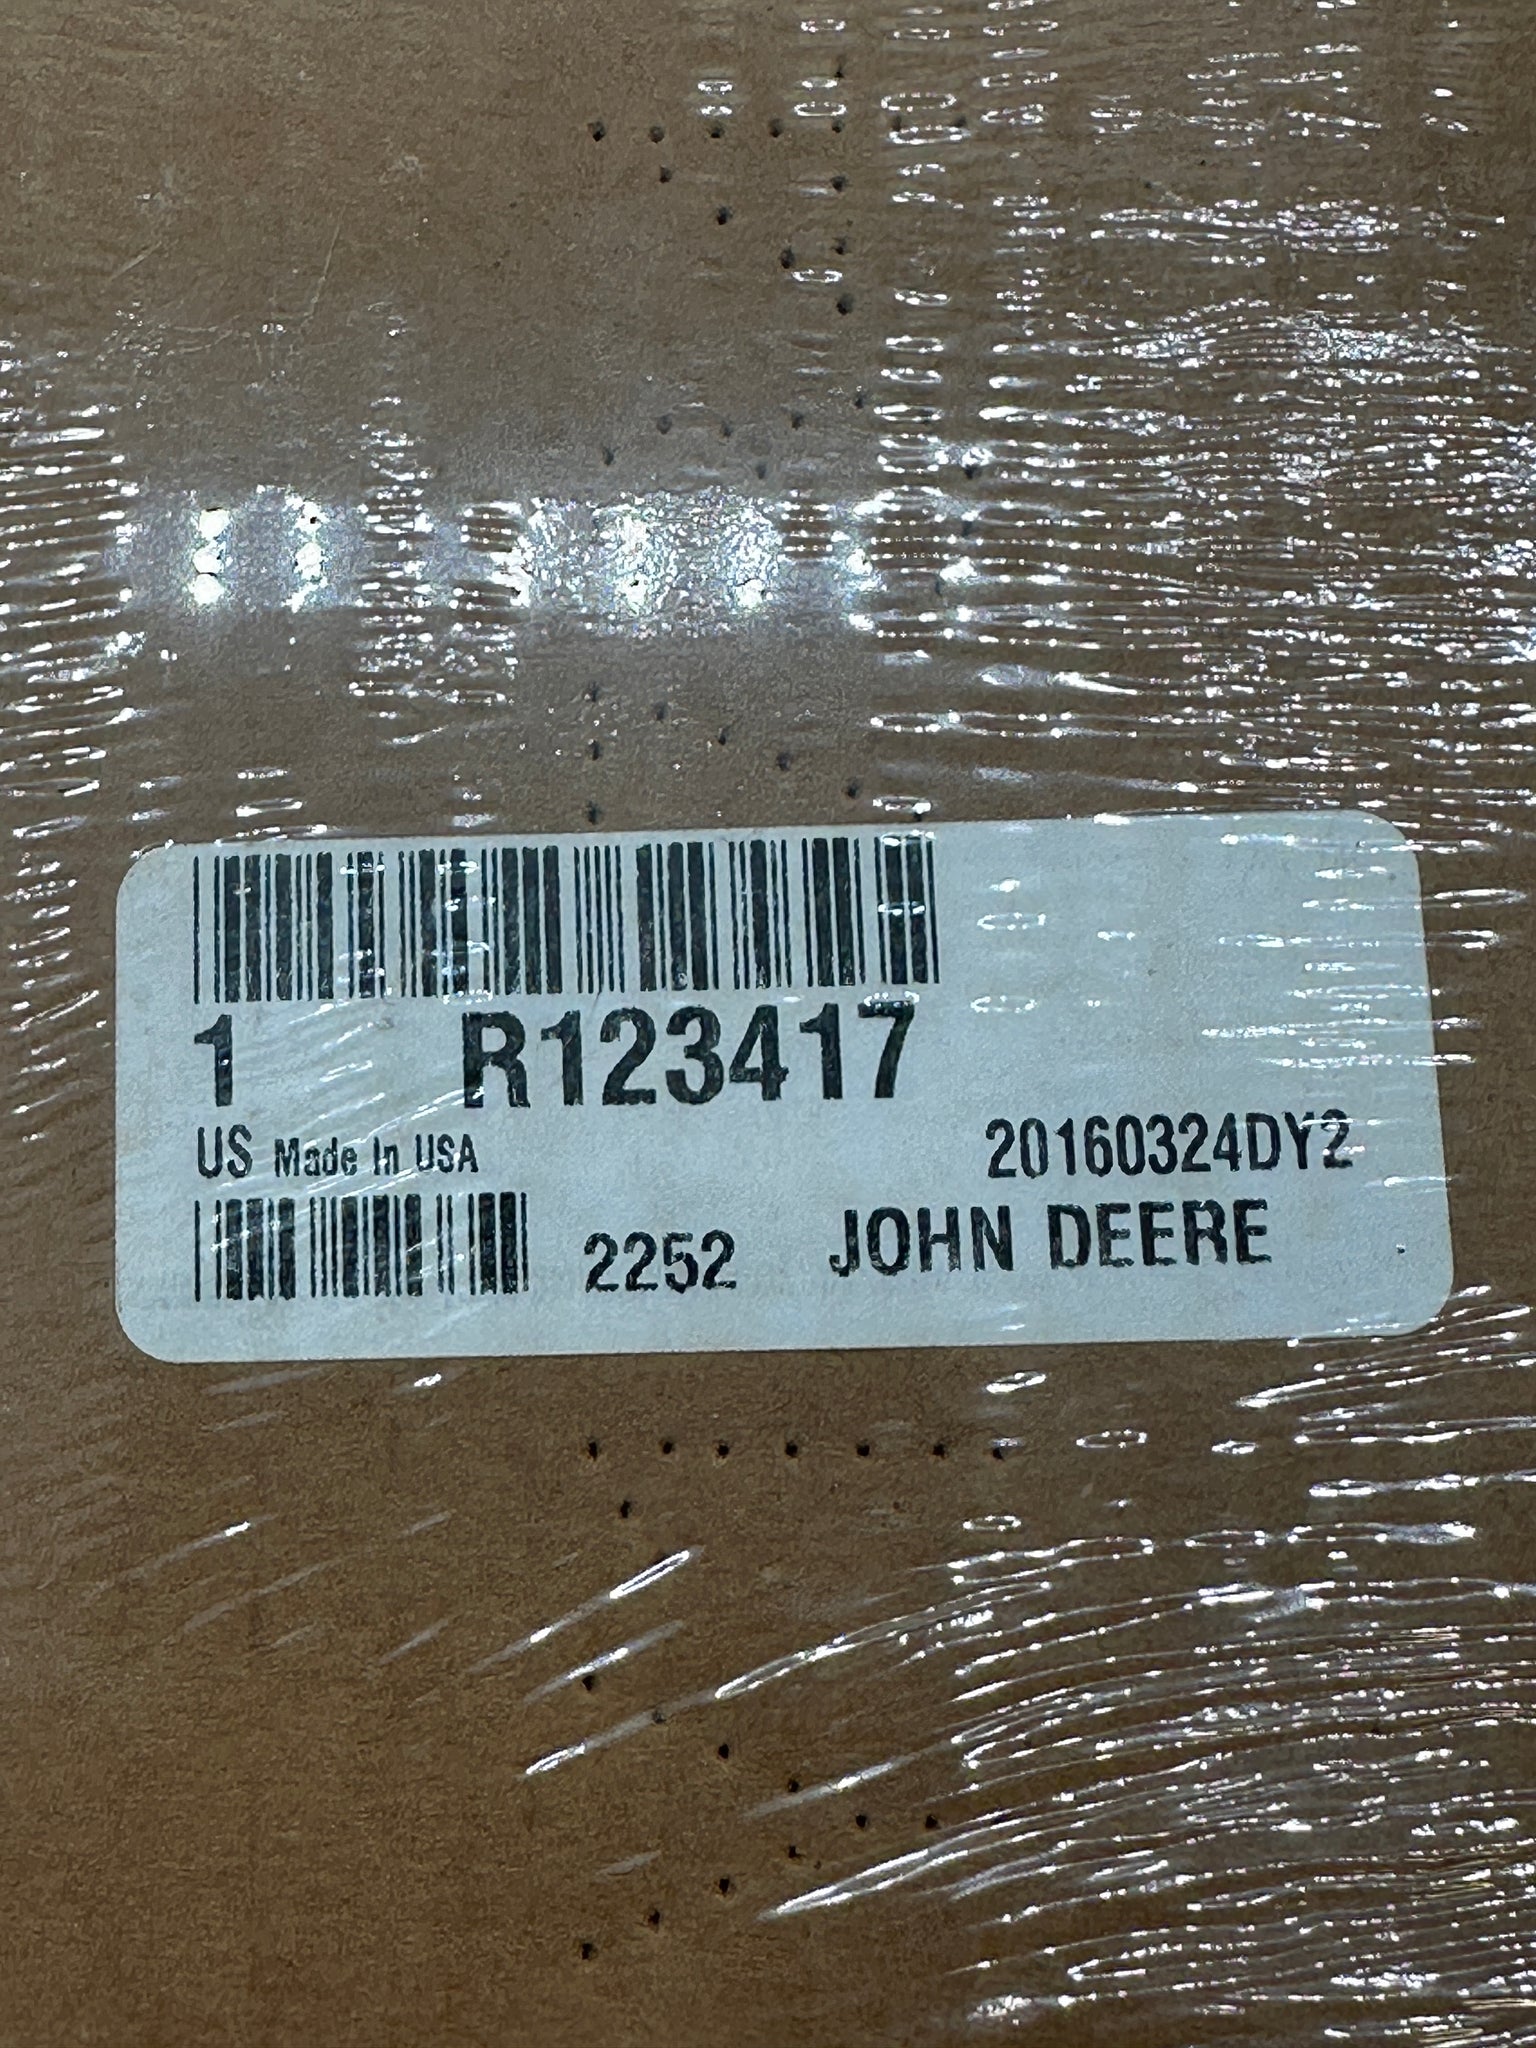 1 R123417
US Made In USA 20160324DY2
2252 JOHN DEERE